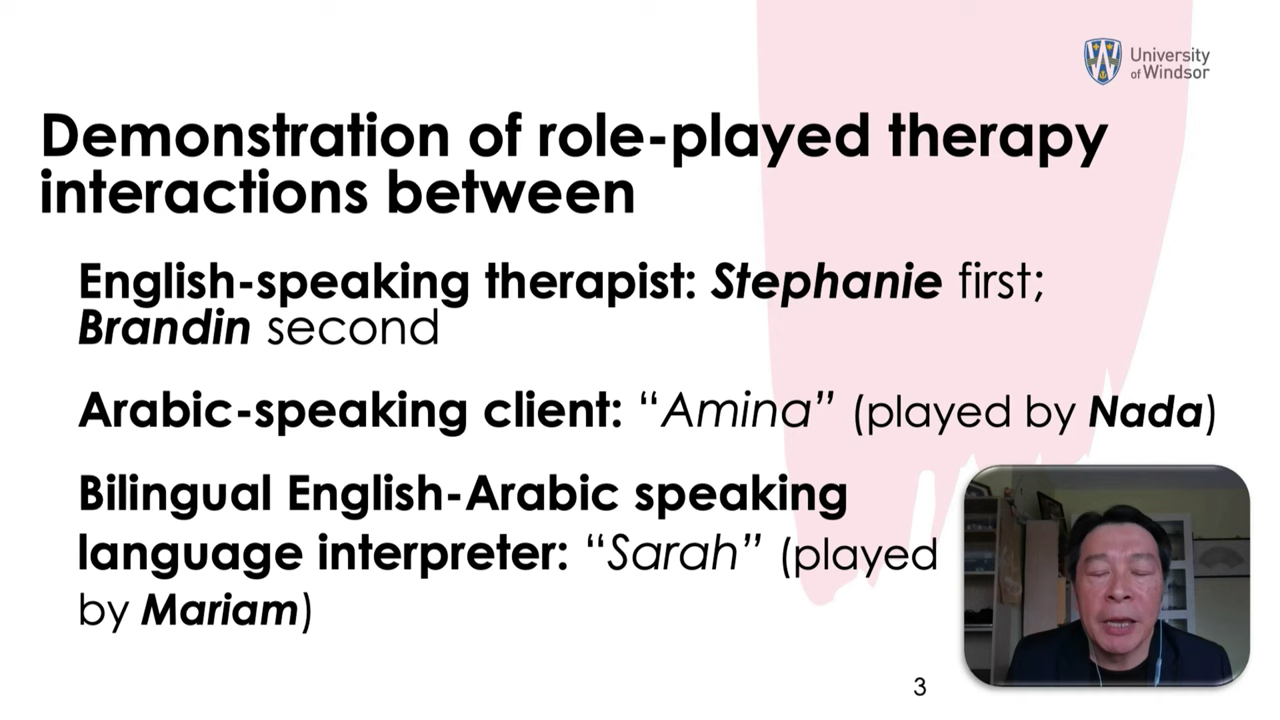 University
of Windsor
Demonstration of role-played therapy
interactions between
English-speaking therapist: Stephanie first;
Brandin second
Arabic-speaking client: “Amina” (played by Nada)
Bilingual English-Arabic speaking
language interpreter: “Sarah” (played
by Mariam)
3